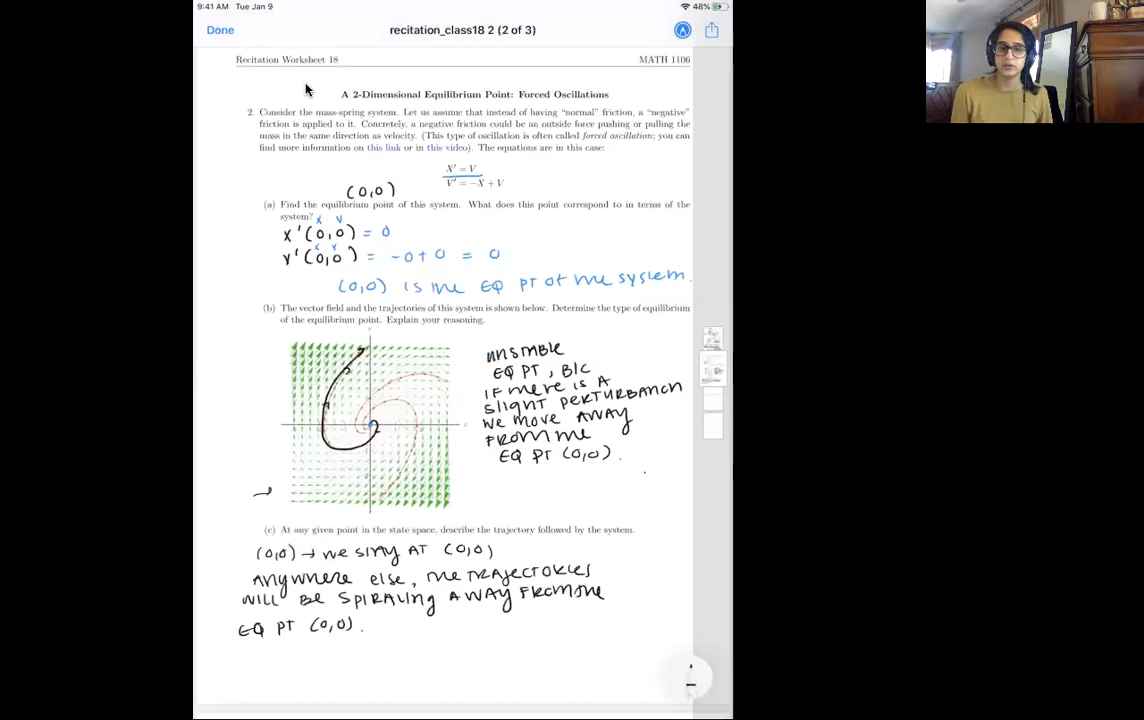 9:41 AM Tue Jan 9
48%
Done
recitation_class18 2 (2 of 3)
Recitation Worksheet 18
MATH 1106
A 2-Dimensional Equilibrium Point: Forced Oscillations
2. Consider the mass-spring system. Let us assume that instead of having “normal” friction, a “negative”
friction is applied to it. Concretely, a negative friction could be an outside force pushing or pulling the
mass in the same direction as velocity. (This type of oscillation is often called forced oscillation; you can
find more information on this link or in this video). The equations are in this case:
X' = V
V' = -X + V
(0,0)
(a) Find the equilibrium point of this system. What does this point correspond to in terms of the
system?
X V
X'(0,0) = 0
X V
V'(0,0) = -0+0 = 0
(0,0) is the EQ PT of the system.
(b) The vector field and the trajectories of this system is shown below. Determine the type of equilibrium
of the equilibrium point. Explain your reasoning.
UNSTABLE
EQ PT, B/C
IF there IS A
SLIGHT PERTURBANCH
WE MOVE AWAY
FROM the
EQ PT (0,0).
(c) At any given point in the state space, describe the trajectory followed by the system.
(0,0) → we STAY AT (0,0)
ANYWHERE else, the TRAJECTORIES
WILL BE SPIRALING AWAY FROM the
EQ PT (0,0).